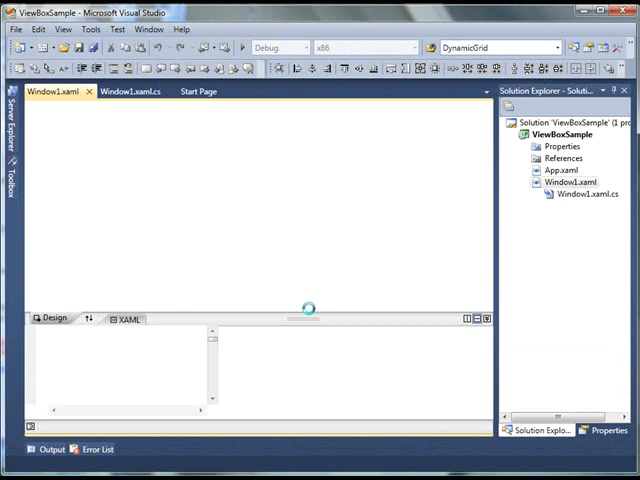 ViewBoxSample - Microsoft Visual Studio
File Edit Tools Test Window Help
Debug x86 DynamicGrid
Window1.xaml Window1.xaml.cs Start Page
Solution Explorer - Soluti...
Server Explorer
Toolbox
Solution 'ViewBoxSample' (1 pro
ViewBoxSample
Properties
References
App.xaml
Window1.xaml
Window1.xaml.cs
Design XAML
Solution Explo... Properties
Output Error List